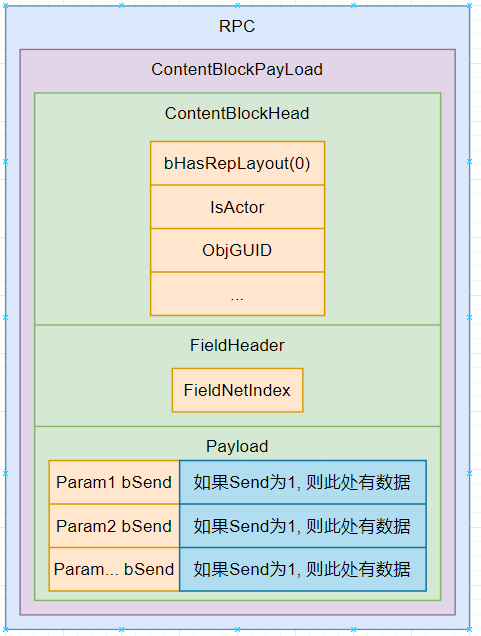 RPC
ContentBlockPayLoad
ContentBlockHead
bHasRepLayout(0)
IsActor
ObjGUID
...
FieldHeader
FieldNetIndex
Payload
Param1 bSend 如果Send为1, 则此处有数据
Param2 bSend 如果Send为1, 则此处有数据
Param... bSend 如果Send为1, 则此处有数据